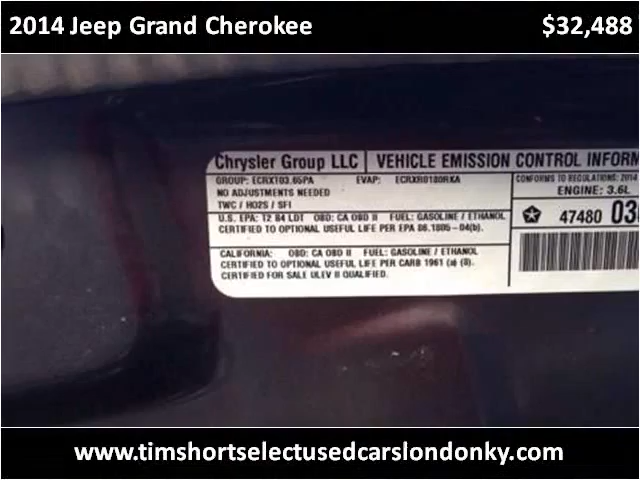 2014 Jeep Grand Cherokee $32,488
Chrysler Group LLC VEHICLE EMISSION CONTROL INFORM
GROUP: ECRXT03.65PA EVAP: ECRXR0180RKA CONFORMS TO REGULATIONS: 2014
NO ADJUSTMENTS NEEDED ENGINE: 3.6L
TWC / HO2S / SFI
U.S. EPA: T2 B4 LDT OBD: CA OBD II FUEL: GASOLINE / ETHANOL 47480 03
CERTIFIED TO OPTIONAL USEFUL LIFE PER EPA 86.1805-04(b).
CALIFORNIA: OBD: CA OBD II FUEL: GASOLINE / ETHANOL
CERTIFIED TO OPTIONAL USEFUL LIFE PER CARB 1961 (a) (8).
CERTIFIED FOR SALE ULEV II QUALIFIED.
www.timshortselectusedcarslondonky.com